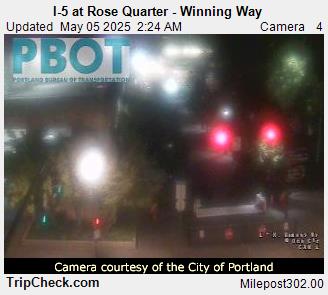 I-5 at Rose Quarter - Winning Way
Updated May 05 2025 2:24 AM Camera 4
PBOT
PORTLAND BUREAU OF TRANSPORTATION
Camera courtesy of the City of Portland
TripCheck.com Milepost302.00